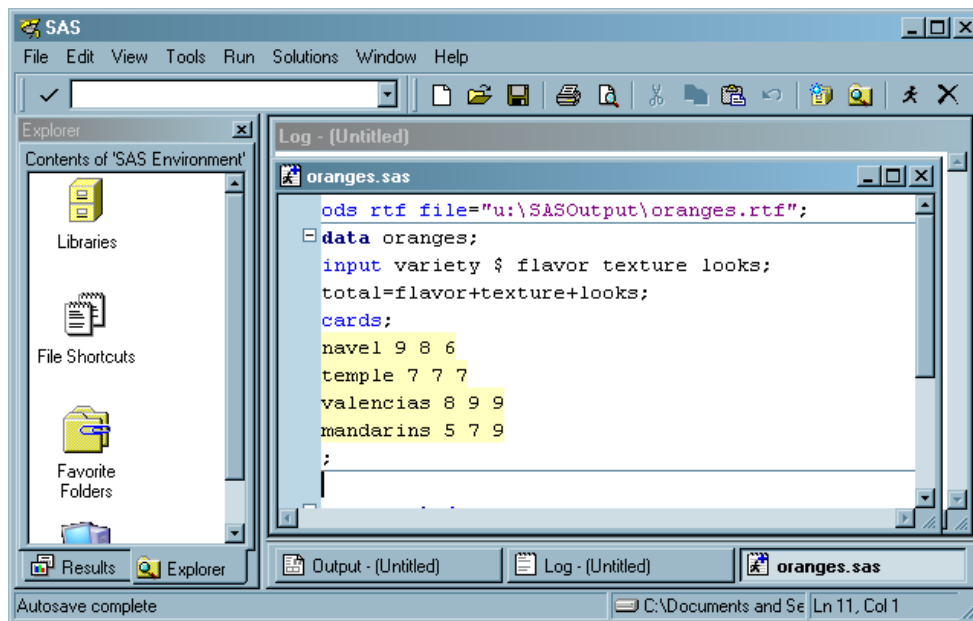 SAS
File Edit View Tools Run Solutions Window Help
Explorer
Contents of 'SAS Environment'
Libraries
File Shortcuts
Favorite
Folders
Results
Explorer
Log - (Untitled)
oranges.sas
ods rtf file="u:\SASOutput\oranges.rtf";
data oranges;
input variety $ flavor texture looks;
total=flavor+texture+looks;
cards;
navel 9 8 6
temple 7 7 7
valencias 8 9 9
mandarins 5 7 9
;
Output - (Untitled)
Log - (Untitled)
oranges.sas
Autosave complete
C:\Documents and Se
Ln 11, Col 1